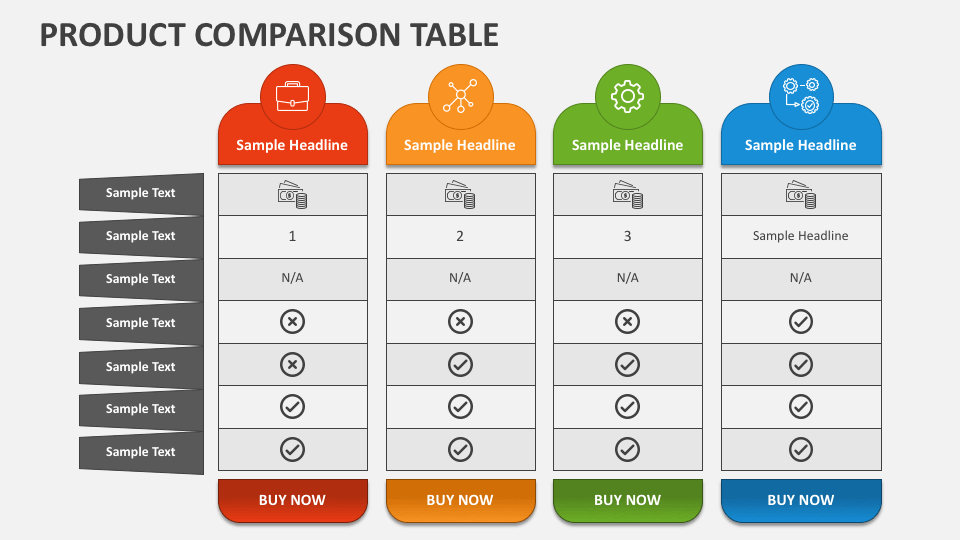 PRODUCT COMPARISON TABLE
Sample Headline Sample Headline Sample Headline Sample Headline
Sample Text
Sample Text 1 2 3 Sample Headline
Sample Text N/A N/A N/A N/A
Sample Text
Sample Text
Sample Text
Sample Text
BUY NOW BUY NOW BUY NOW BUY NOW